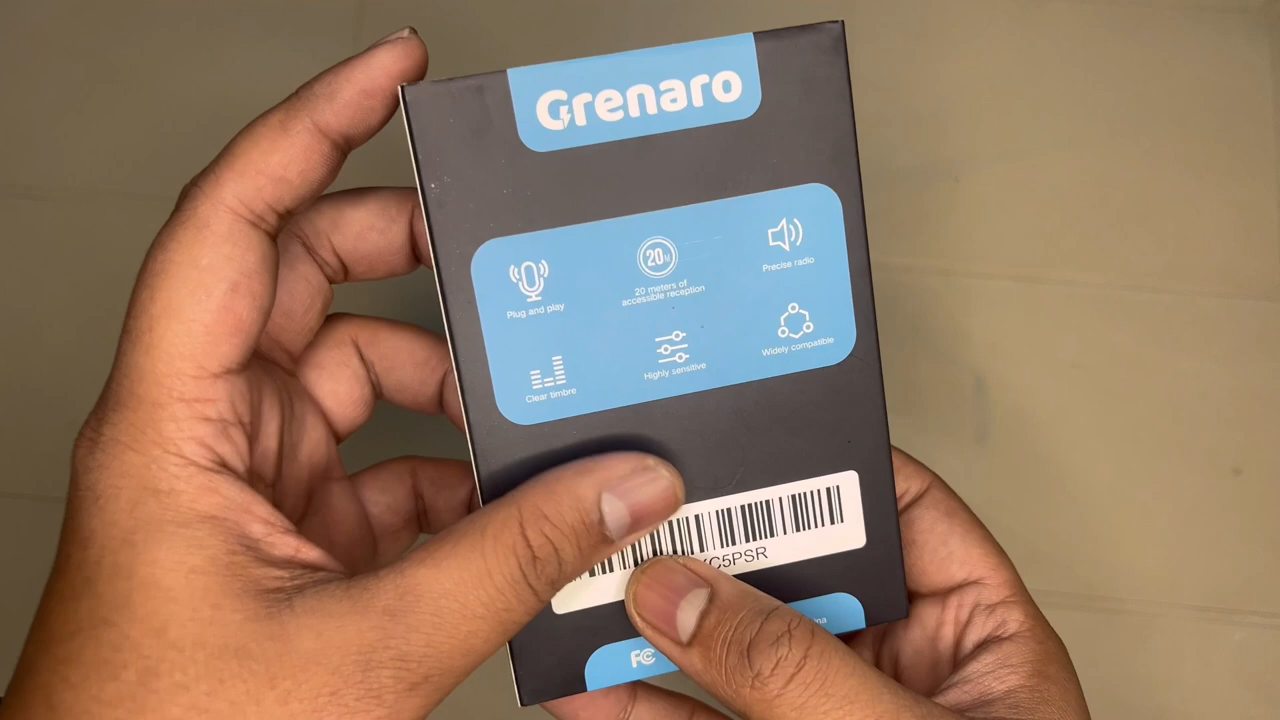 Grenaro
Plug and play
20M
20 meters of
accessible reception
Precise radio
Clear timbre
Highly sensitive
Widely compatible
C5PSR
FC